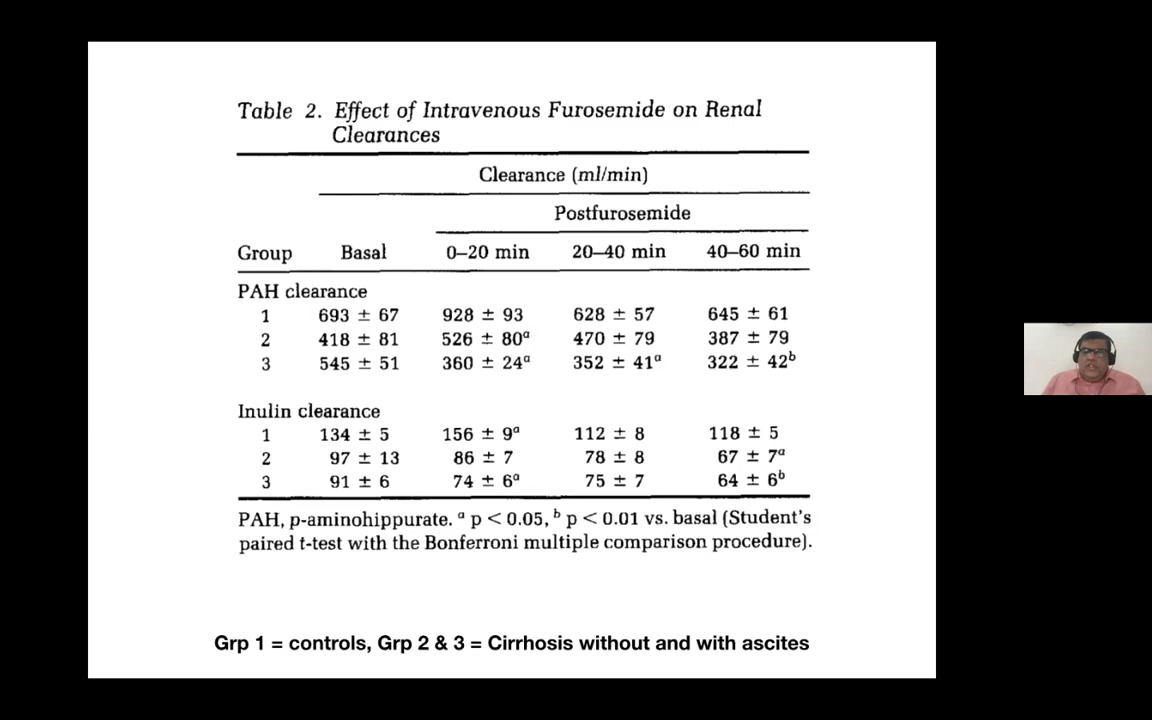 Table 2. Effect of Intravenous Furosemide on Renal
Clearances
Clearance (ml/min)
Postfurosemide
Group Basal 0–20 min 20–40 min 40–60 min
PAH clearance
1 693 ± 67 928 ± 93 628 ± 57 645 ± 61
2 418 ± 81 526 ± 80ᵃ 470 ± 79 387 ± 79
3 545 ± 51 360 ± 24ᵃ 352 ± 41ᵃ 322 ± 42ᵇ
Inulin clearance
1 134 ± 5 156 ± 9ᵃ 112 ± 8 118 ± 5
2 97 ± 13 86 ± 7 78 ± 8 67 ± 7ᵃ
3 91 ± 6 74 ± 6ᵃ 75 ± 7 64 ± 6ᵇ
PAH, p-aminohippurate. ᵃ p < 0.05, ᵇ p < 0.01 vs. basal (Student's
paired t-test with the Bonferroni multiple comparison procedure).
Grp 1 = controls, Grp 2 & 3 = Cirrhosis without and with ascites